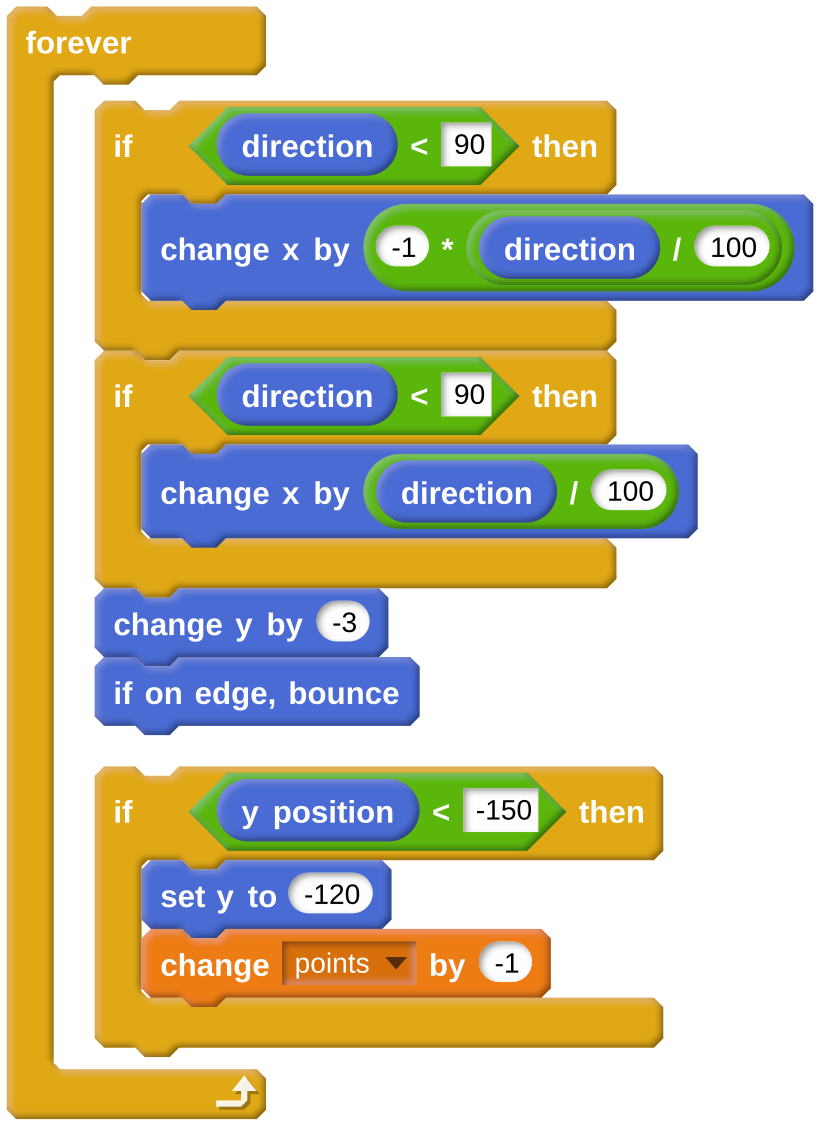 forever
if direction < 90 then
change x by -1 * direction / 100
if direction < 90 then
change x by direction / 100
change y by -3
if on edge, bounce
if y position < -150 then
set y to -120
change points by -1